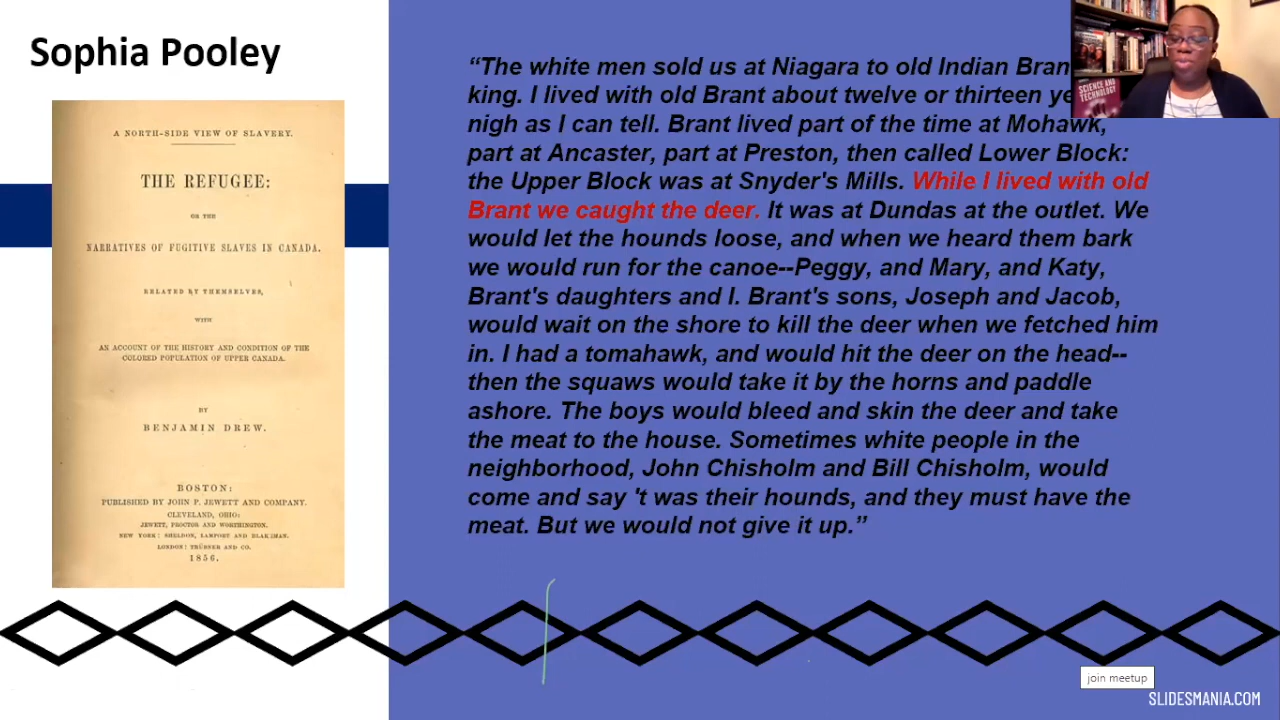 Sophia Pooley
A NORTH-SIDE VIEW OF SLAVERY.
THE REFUGEE:
OR THE
NARRATIVES OF FUGITIVE SLAVES IN CANADA.
RELATED BY THEMSELVES,
WITH
AN ACCOUNT OF THE HISTORY AND CONDITION OF THE
COLORED POPULATION OF UPPER CANADA.
BY
BENJAMIN DREW.
BOSTON:
PUBLISHED BY JOHN P. JEWETT AND COMPANY.
CLEVELAND, OHIO:
JEWETT, PROCTOR AND WORTHINGTON.
NEW YORK: SHELDON, LAMPORT AND BLAKEMAN.
LONDON: TRÜBNER AND CO.
1856.
“The white men sold us at Niagara to old Indian Bran
king. I lived with old Brant about twelve or thirteen ye
nigh as I can tell. Brant lived part of the time at Mohawk,
part at Ancaster, part at Preston, then called Lower Block:
the Upper Block was at Snyder's Mills. While I lived with old
Brant we caught the deer. It was at Dundas at the outlet. We
would let the hounds loose, and when we heard them bark
we would run for the canoe--Peggy, and Mary, and Katy,
Brant's daughters and I. Brant's sons, Joseph and Jacob,
would wait on the shore to kill the deer when we fetched him
in. I had a tomahawk, and would hit the deer on the head--
then the squaws would take it by the horns and paddle
ashore. The boys would bleed and skin the deer and take
the meat to the house. Sometimes white people in the
neighborhood, John Chisholm and Bill Chisholm, would
come and say 't was their hounds, and they must have the
meat. But we would not give it up.”
SCIENCE AND
TECHNOLOGY
join meetup
SLIDESMANIA.COM